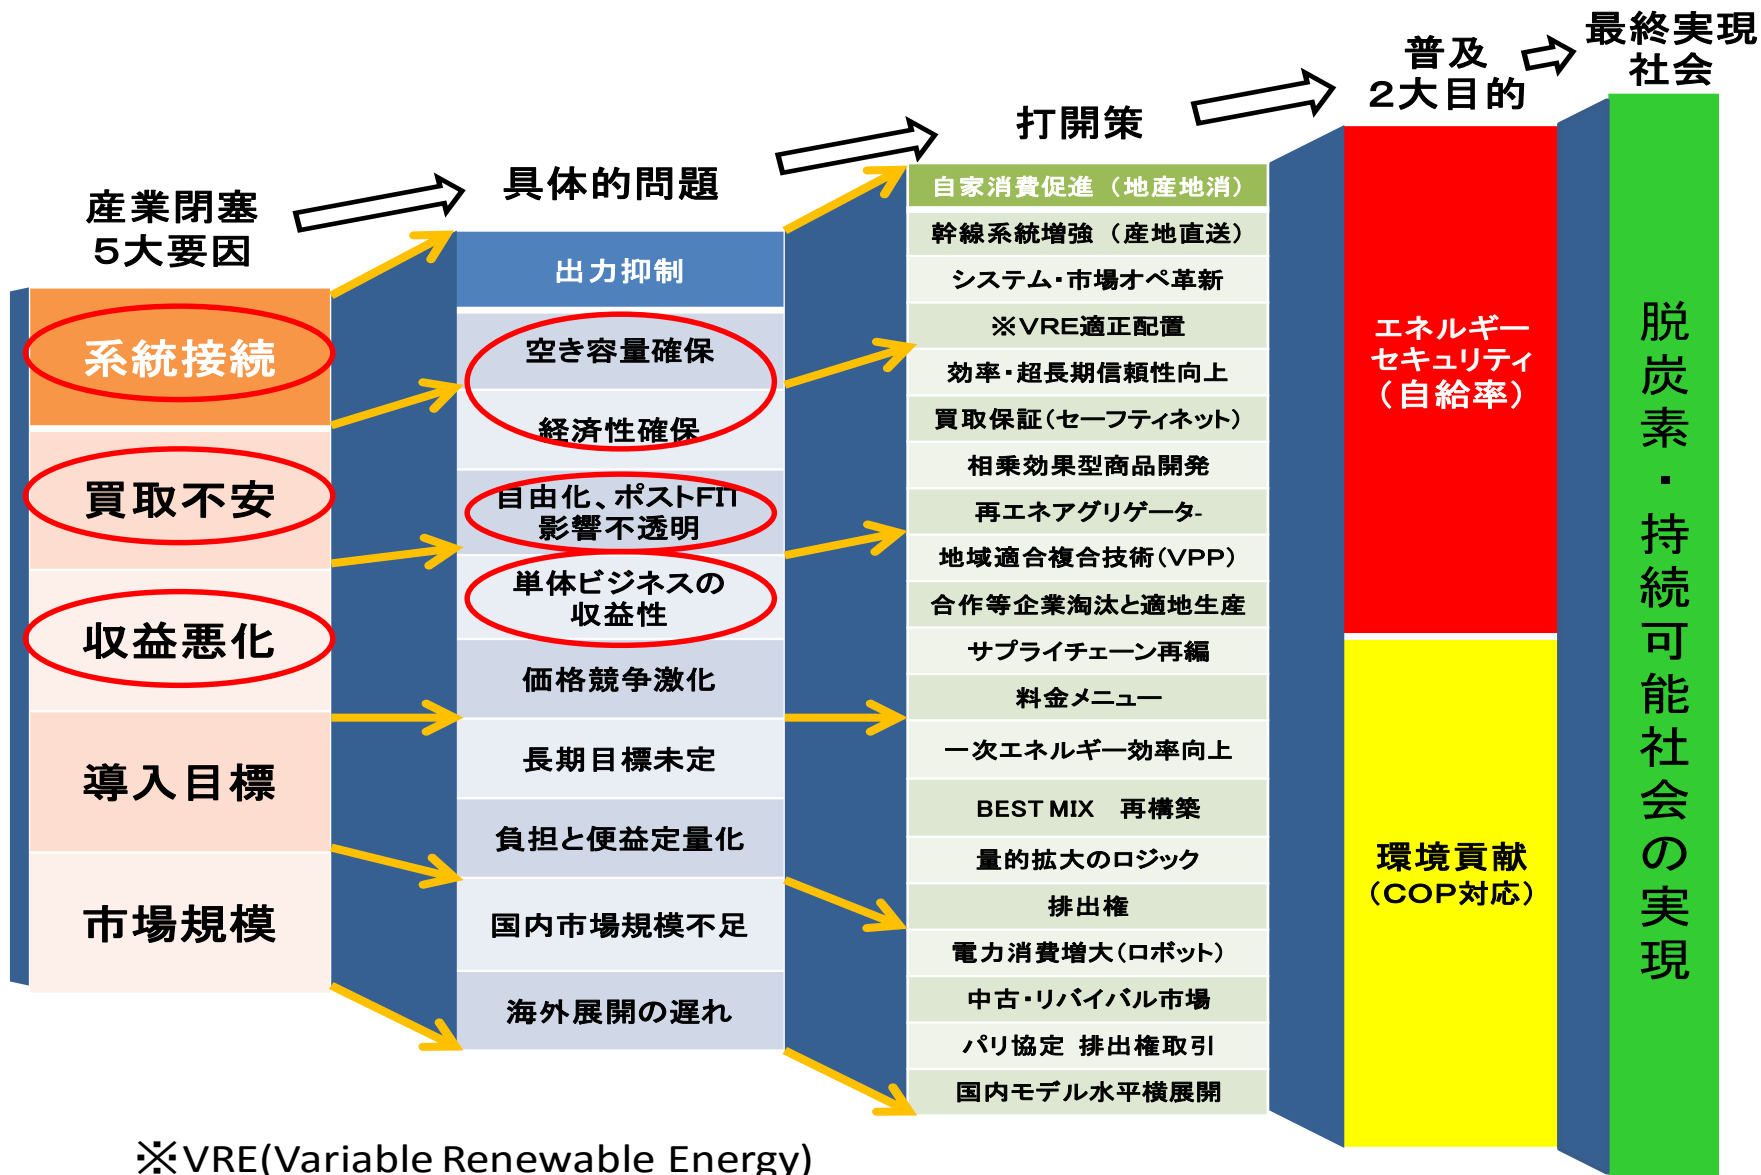 産業閉塞
5大要因
系統接続
買取不安
収益悪化
導入目標
市場規模
具体的問題
出力抑制
空き容量確保
経済性確保
自由化、ポストFIT
影響不透明
単体ビジネスの
収益性
価格競争激化
長期目標未定
負担と便益定量化
国内市場規模不足
海外展開の遅れ
打開策
自家消費促進（地産地消）
幹線系統増強（産地直送）
システム・市場オペ革新
※VRE適正配置
効率・超長期信頼性向上
買取保証(セーフティネット)
相乗効果型商品開発
再エネアグリゲータ-
地域適合複合技術(VPP)
合作等企業淘汰と適地生産
サプライチェーン再編
料金メニュー
一次エネルギー効率向上
BEST MIX　再構築
量的拡大のロジック
排出権
電力消費増大(ロボット)
中古・リバイバル市場
パリ協定 排出権取引
国内モデル水平横展開
普及
2大目的
エネルギー
セキュリティ
(自給率)
環境貢献
(COP対応)
最終実現
社会
脱炭素・持続可能社会の実現
※VRE(Variable Renewable Energy)